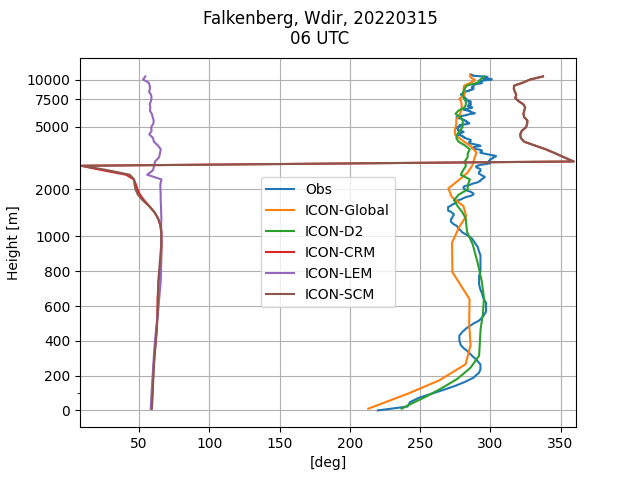 Falkenberg, Wdir, 20220315
06 UTC
Height [m]
10000
7500
5000
2000
1000
800
600
400
200
0
Obs
ICON-Global
ICON-D2
ICON-CRM
ICON-LEM
ICON-SCM
50 100 150 200 250 300 350
[deg]